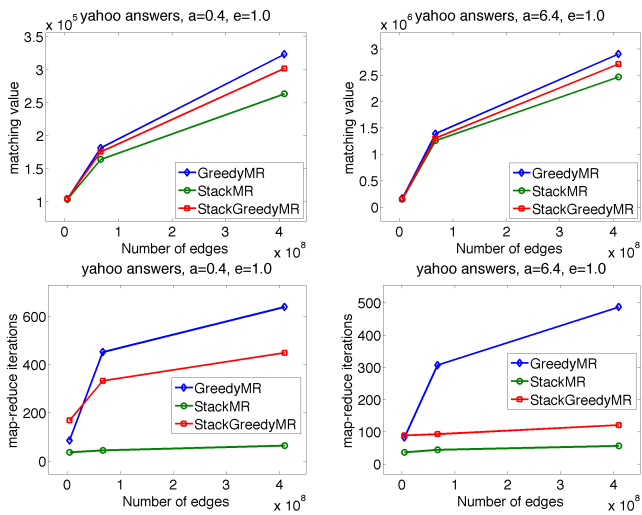 yahoo answers, a=0.4, e=1.0
x 10^5
3.5
3
2.5
2
1.5
1
matching value
GreedyMR
StackMR
StackGreedyMR
0 1 2 3 4
Number of edges
x 10^8
yahoo answers, a=6.4, e=1.0
x 10^6
3
2.5
2
1.5
1
0.5
0
matching value
GreedyMR
StackMR
StackGreedyMR
0 1 2 3 4
Number of edges
x 10^8
yahoo answers, a=0.4, e=1.0
600
400
200
0
map-reduce iterations
GreedyMR
StackMR
StackGreedyMR
0 1 2 3 4
Number of edges
x 10^8
yahoo answers, a=6.4, e=1.0
500
400
300
200
100
0
map-reduce iterations
GreedyMR
StackMR
StackGreedyMR
0 1 2 3 4
Number of edges
x 10^8